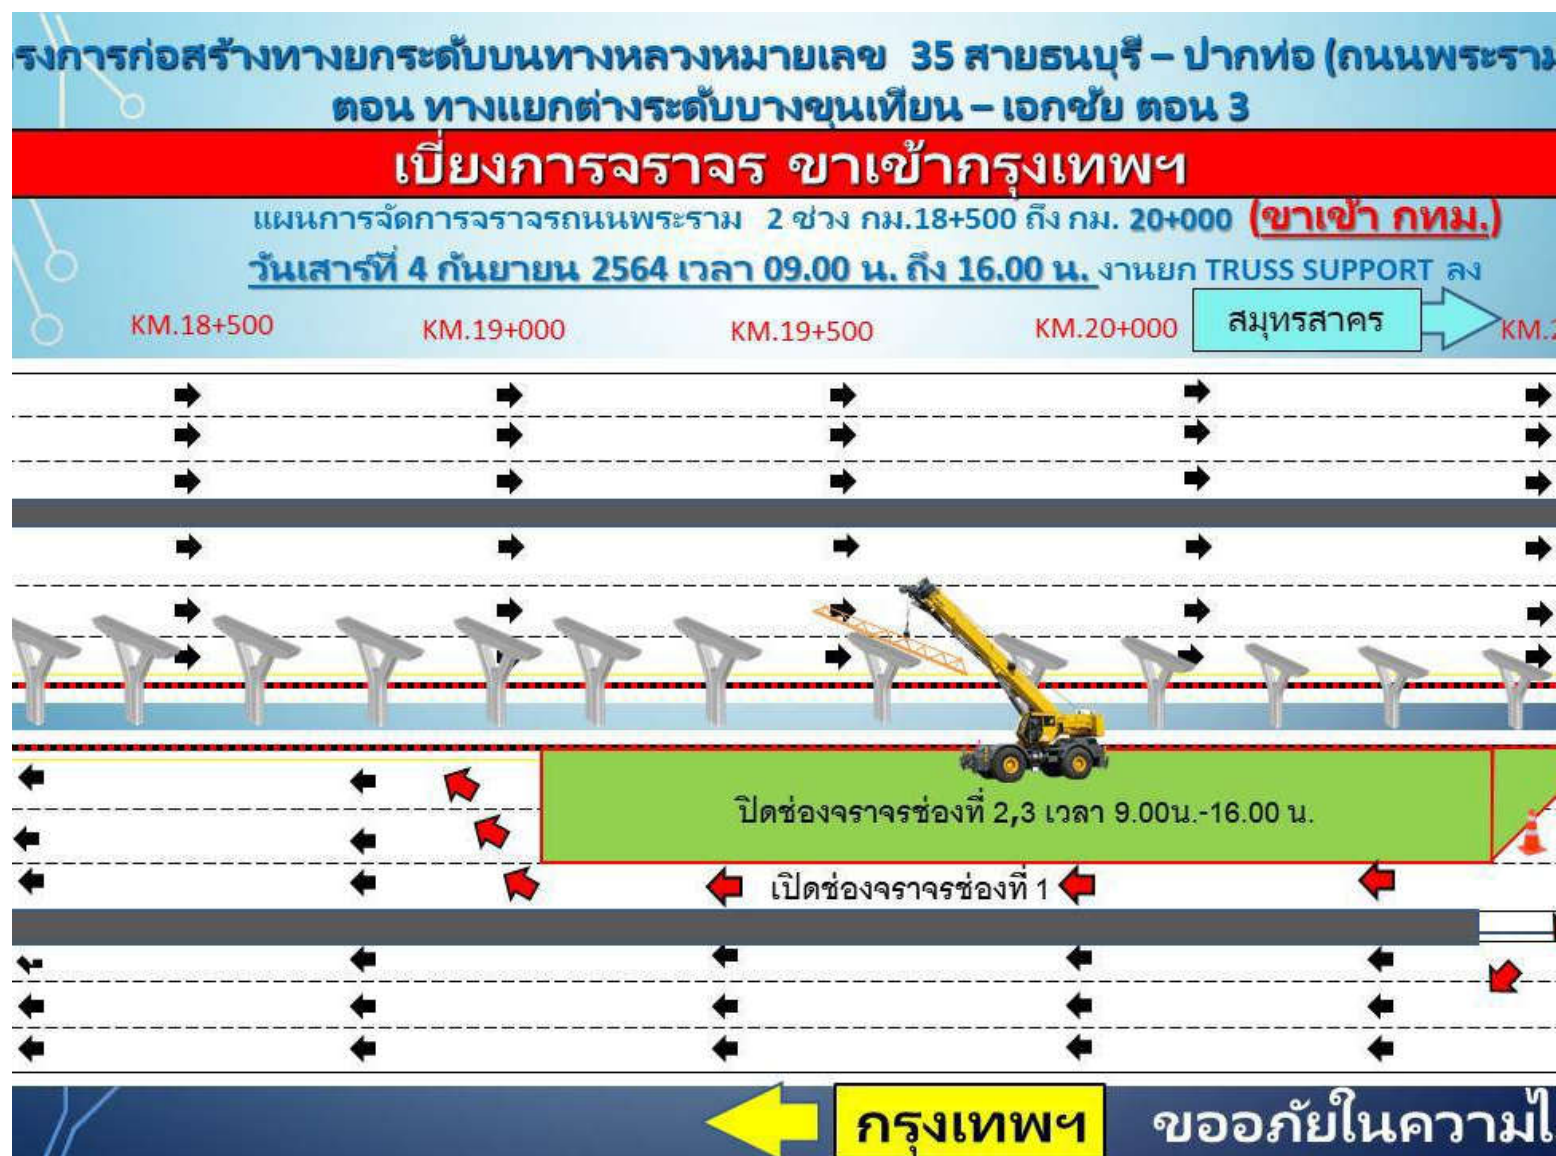 รงการก่อสร้างทางยกระดับบนทางหลวงหมายเลข 35 สายธนบุรี – ปากท่อ (ถนนพระราม
ตอน ทางแยกต่างระดับบางขุนเทียน – เอกชัย ตอน 3
เบี่ยงการจราจร ขาเข้ากรุงเทพฯ
แผนการจัดการจราจรถนนพระราม 2 ช่วง กม.18+500 ถึง กม. 20+000 (ขาเข้า กทม.)
วันเสาร์ที่ 4 กันยายน 2564 เวลา 09.00 น. ถึง 16.00 น. งานยก TRUSS SUPPORT ลง
KM.18+500 KM.19+000 KM.19+500 KM.20+000 สมุทรสาคร KM.2
ปิดช่องจราจรช่องที่ 2,3 เวลา 9.00น.-16.00 น.
เปิดช่องจราจรช่องที่ 1
กรุงเทพฯ ขออภัยในความไ